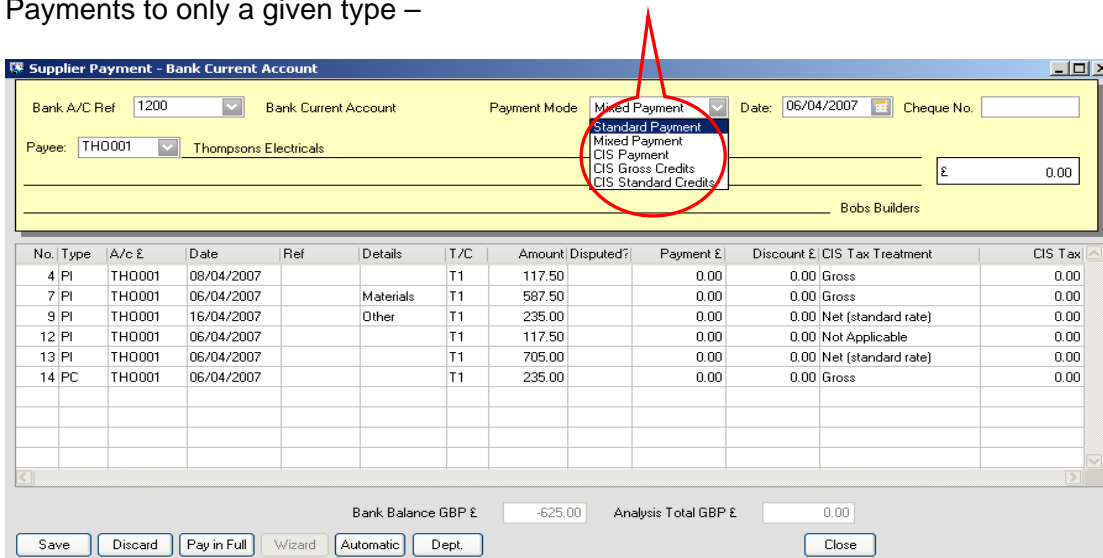 Payments to only a given type –
Supplier Payment - Bank Current Account
Bank A/C Ref 1200 Bank Current Account Payment Mode Mixed Payment Date: 06/04/2007 Cheque No.
Standard Payment
Mixed Payment
CIS Payment
CIS Gross Credits
CIS Standard Credits
Payee: THO001 Thompsons Electricals
£ 0.00
Bobs Builders
No. Type A/c £ Date Ref Details T/C Amount Disputed? Payment £ Discount £ CIS Tax Treatment CIS Tax
4 PI THO001 08/04/2007 T1 117.50 0.00 0.00 Gross 0.00
7 PI THO001 06/04/2007 Materials T1 587.50 0.00 0.00 Gross 0.00
9 PI THO001 16/04/2007 Other T1 235.00 0.00 0.00 Net (standard rate) 0.00
12 PI THO001 06/04/2007 T1 117.50 0.00 0.00 Not Applicable 0.00
13 PI THO001 06/04/2007 T1 705.00 0.00 0.00 Net (standard rate) 0.00
14 PC THO001 06/04/2007 T1 235.00 0.00 0.00 Gross 0.00
Bank Balance GBP £ -625.00 Analysis Total GBP £ 0.00
Save Discard Pay in Full Wizard Automatic Dept. Close